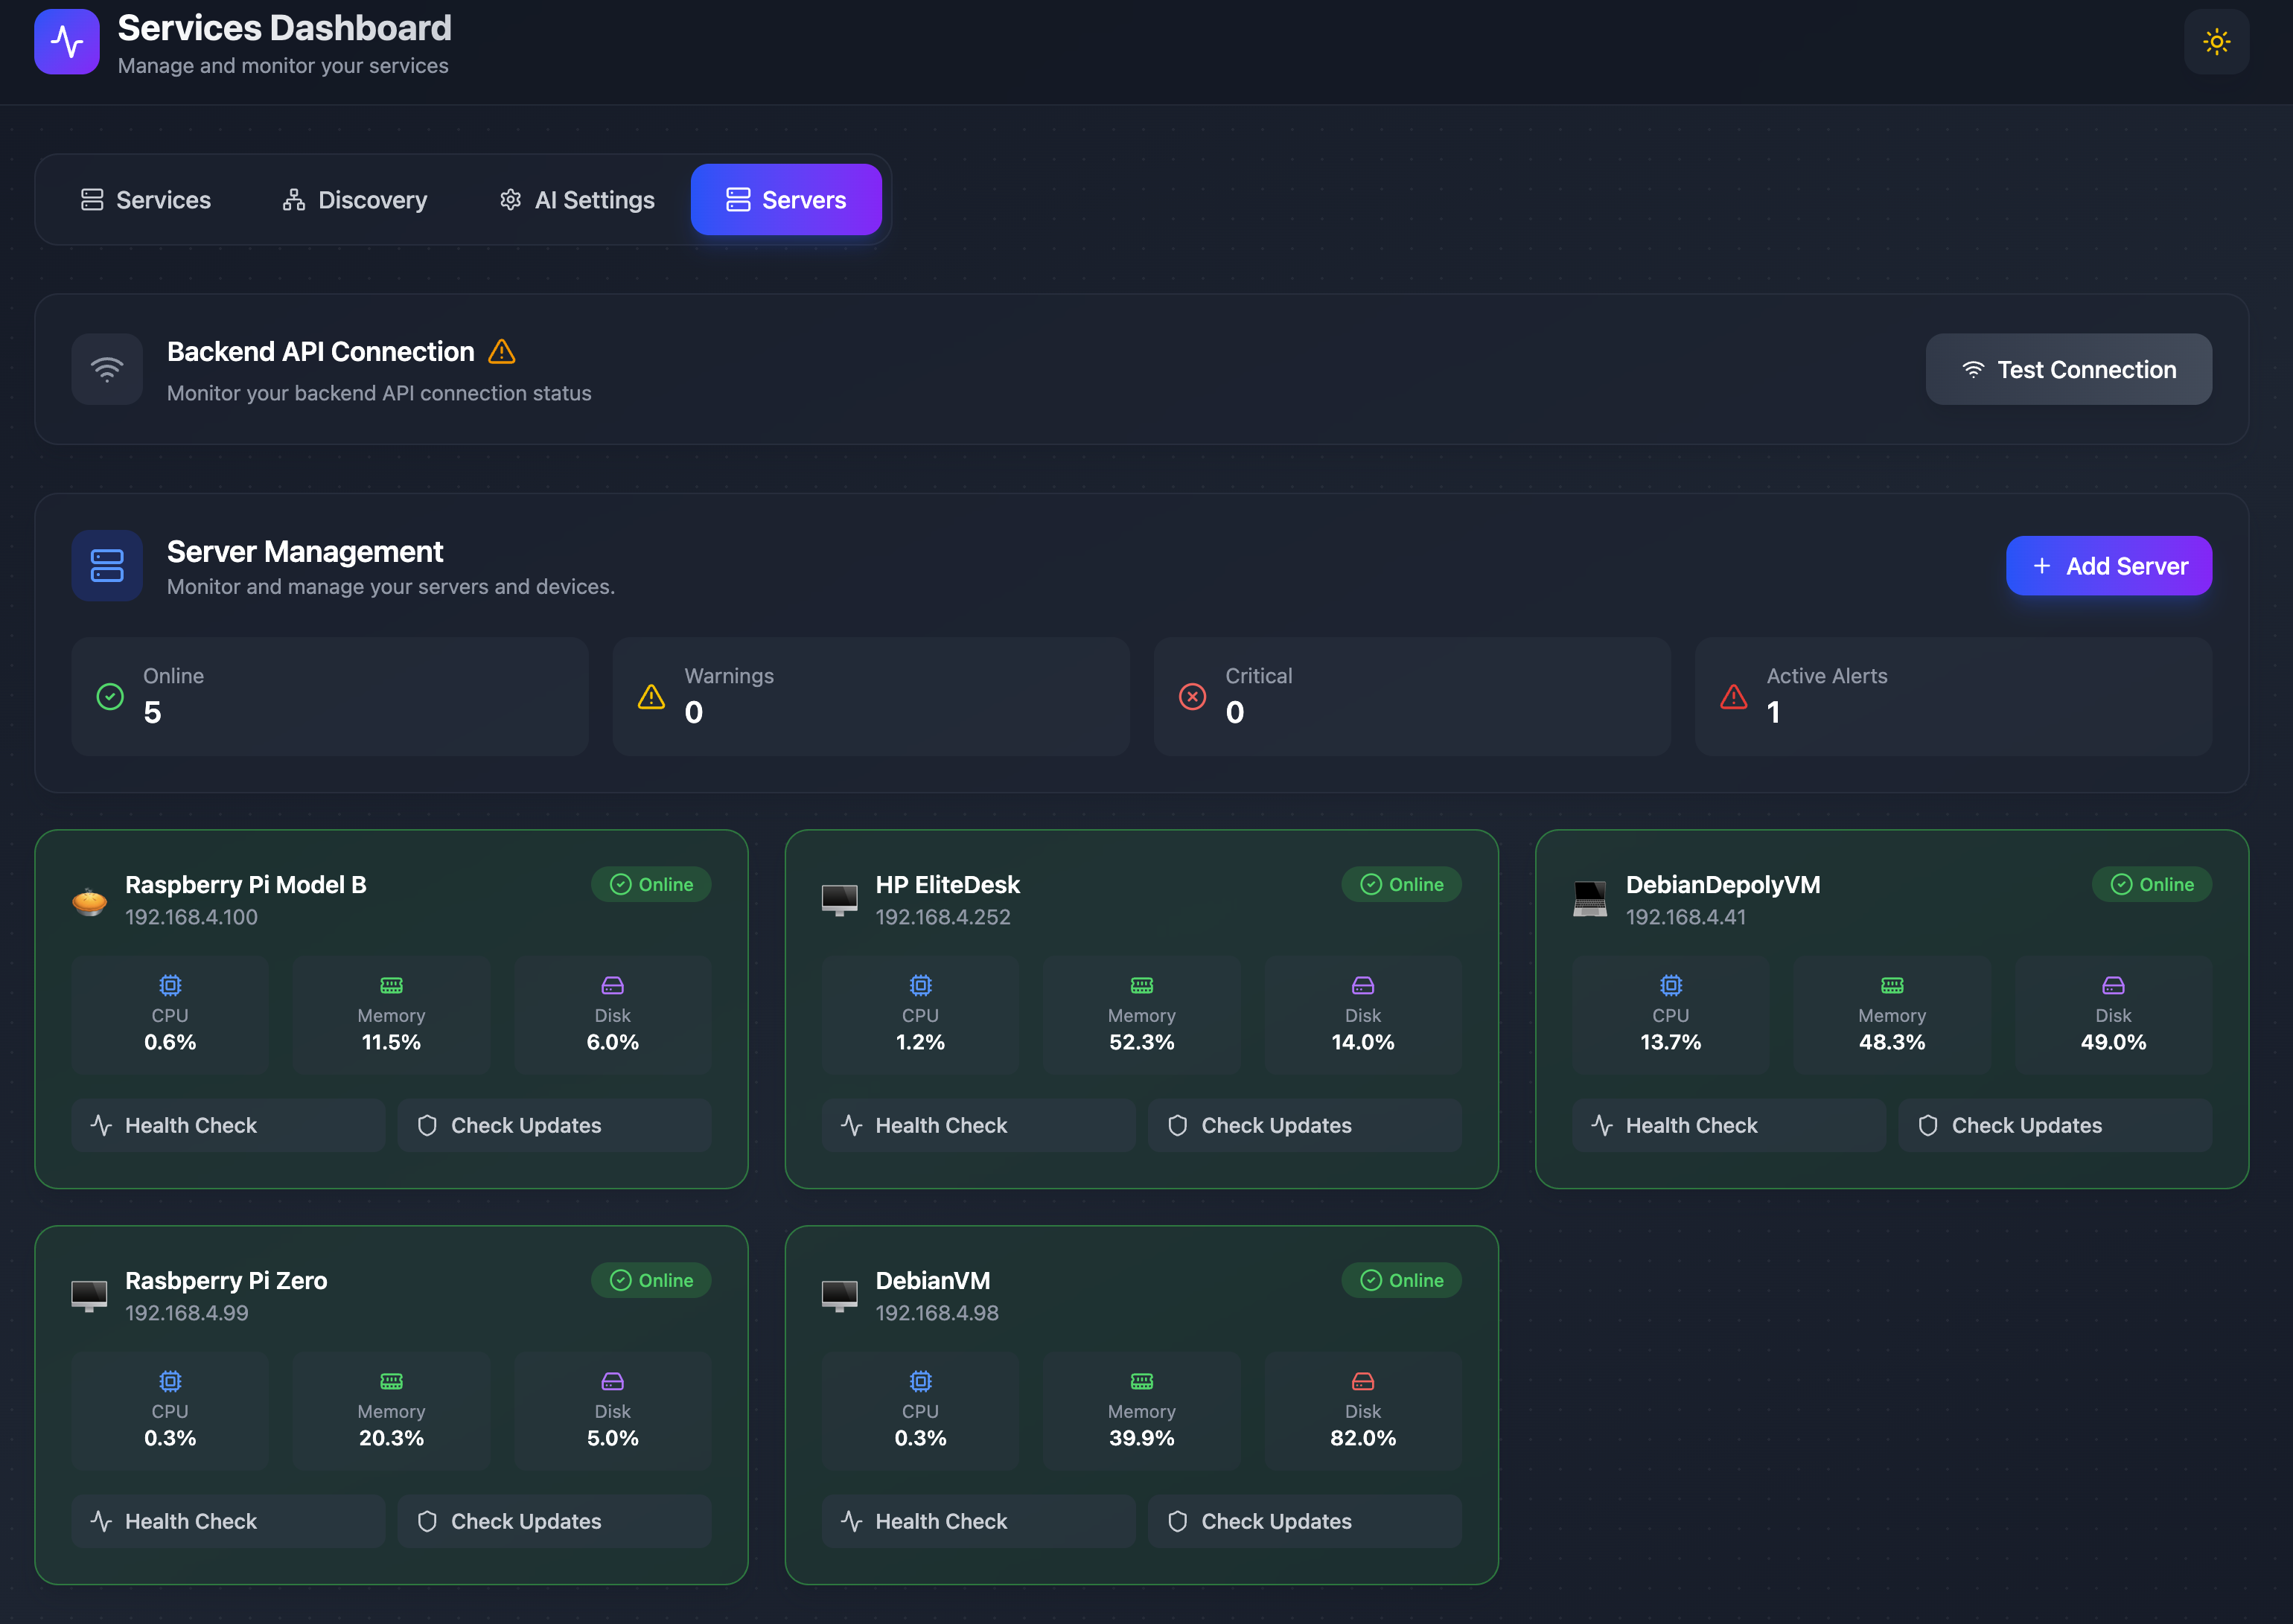 Services Dashboard
Manage and monitor your services
Services Discovery AI Settings Servers
Backend API Connection
Monitor your backend API connection status
Test Connection
Server Management
Monitor and manage your servers and devices.
Add Server
Online
5
Warnings
0
Critical
0
Active Alerts
1
Raspberry Pi Model B
Online
192.168.4.100
CPU
0.6%
Memory
11.5%
Disk
6.0%
Health Check
Check Updates
HP EliteDesk
Online
192.168.4.252
CPU
1.2%
Memory
52.3%
Disk
14.0%
Health Check
Check Updates
DebianDepolyVM
Online
192.168.4.41
CPU
13.7%
Memory
48.3%
Disk
49.0%
Health Check
Check Updates
Rasbperry Pi Zero
Online
192.168.4.99
CPU
0.3%
Memory
20.3%
Disk
5.0%
Health Check
Check Updates
DebianVM
Online
192.168.4.98
CPU
0.3%
Memory
39.9%
Disk
82.0%
Health Check
Check Updates